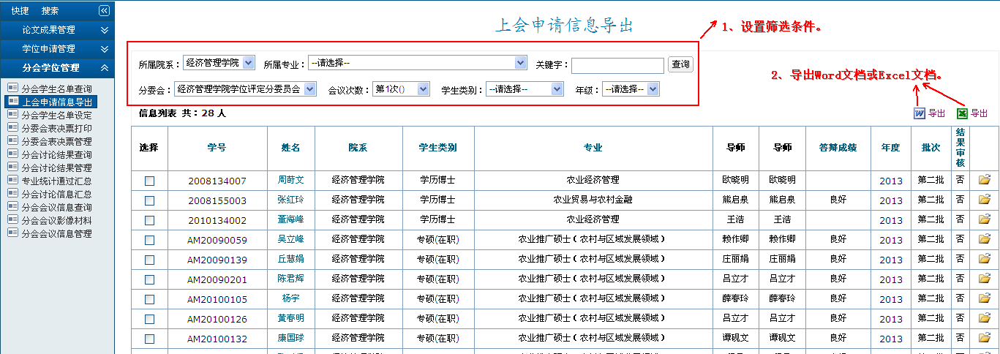 快捷 搜索
论文成果管理
学位申请管理
分会学位管理
分会学生名单查询
上会申请信息导出
分会学生名单设定
分委会表决票打印
分委会表决票管理
分会讨论结果查询
分会讨论结果管理
专业统计通过汇总
分会讨论信息汇总
分会会议信息查询
分会会议影像材料
分会会议信息管理
上会申请信息导出
1、设置筛选条件。
所属院系： 经济管理学院 所属专业： --请选择-- 关键字： 查询
分委会： 经济管理学院学位评定分委员会 会议次数： 第1次() 学生类别： --请选择-- 年级： --请选择--
2、导出Word文档或Excel文档。
信息列表 共：28 人 导出 导出
选择 学号 姓名 院系 学生类别 专业 导师 导师 答辩成绩 年度 批次 结果审核
2008134007 周莳文 经济管理学院 学历博士 农业经济管理 欧晓明 欧晓明 2013 第二批 否
2008155003 张红玲 经济管理学院 学历博士 农业贸易与农村金融 熊启泉 熊启泉 良好 2013 第二批 否
2010134002 董海峰 经济管理学院 学历博士 农业经济管理 王浩 王浩 2013 第二批 否
AM20090059 吴立峰 经济管理学院 专硕(在职) 农业推广硕士（农村与区域发展领域） 赖作卿 赖作卿 良好 2013 第二批 否
AM20090139 丘慧娟 经济管理学院 专硕(在职) 农业推广硕士（农村与区域发展领域） 庄丽娟 庄丽娟 良好 2013 第二批 否
AM20090201 陈君辉 经济管理学院 专硕(在职) 农业推广硕士（农村与区域发展领域） 吕立才 吕立才 良好 2013 第二批 否
AM20100105 杨宇 经济管理学院 专硕(在职) 农业推广硕士（农村与区域发展领域） 薛春玲 薛春玲 良好 2013 第二批 否
AM20100126 黄春明 经济管理学院 专硕(在职) 农业推广硕士（农村与区域发展领域） 吕立才 吕立才 良好 2013 第二批 否
AM20100132 康国球 经济管理学院 专硕(在职) 农业推广硕士（农村与区域发展领域） 谭砚文 谭砚文 良好 2013 第二批 否